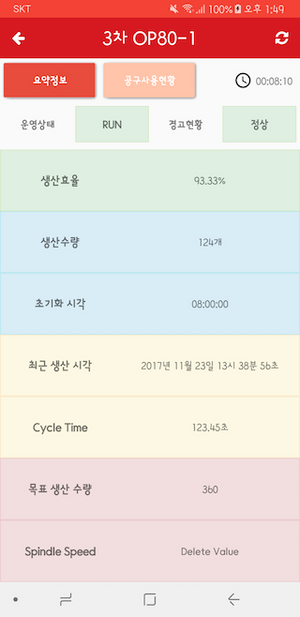 SKT 100% 오후 1:49
3차 OP80-1
요약정보 공구사용현황 00:08:10
운영상태 RUN 경고현황 정상
생산효율 93.33%
생산수량 124개
초기화 시각 08:00:00
최근 생산 시각 2017년 11월 23일 13시 38분 56초
Cycle Time 123.45초
목표 생산 수량 360
Spindle Speed Delete Value